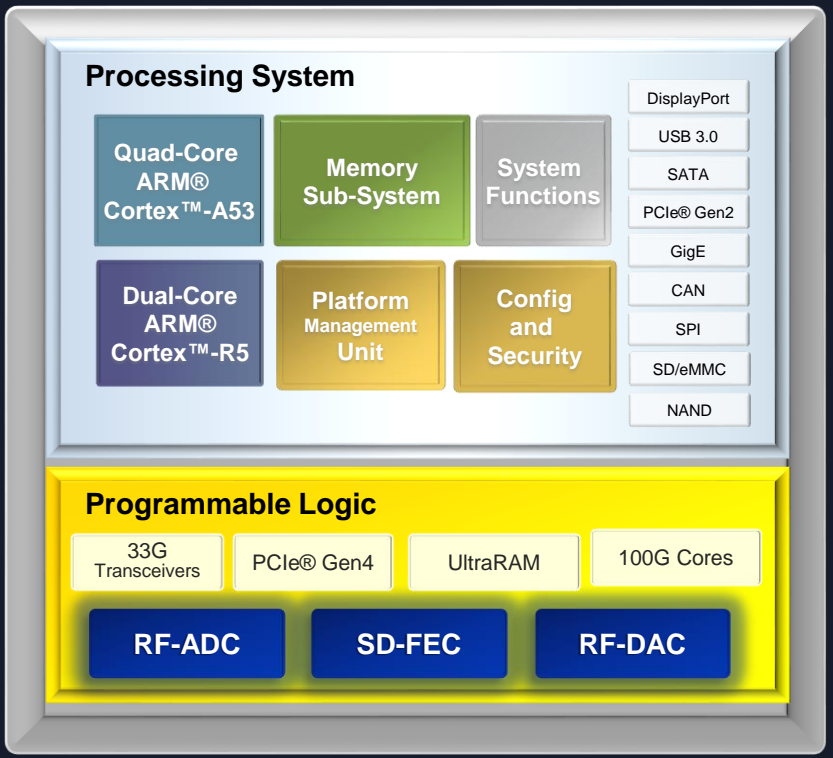 Processing System
Quad-Core
ARM®
Cortex™-A53
Memory
Sub-System
System
Functions
Dual-Core
ARM®
Cortex™-R5
Platform
Management
Unit
Config
and
Security
DisplayPort
USB 3.0
SATA
PCIe® Gen2
GigE
CAN
SPI
SD/eMMC
NAND
Programmable Logic
33G
Transceivers
PCIe® Gen4
UltraRAM
100G Cores
RF-ADC
SD-FEC
RF-DAC